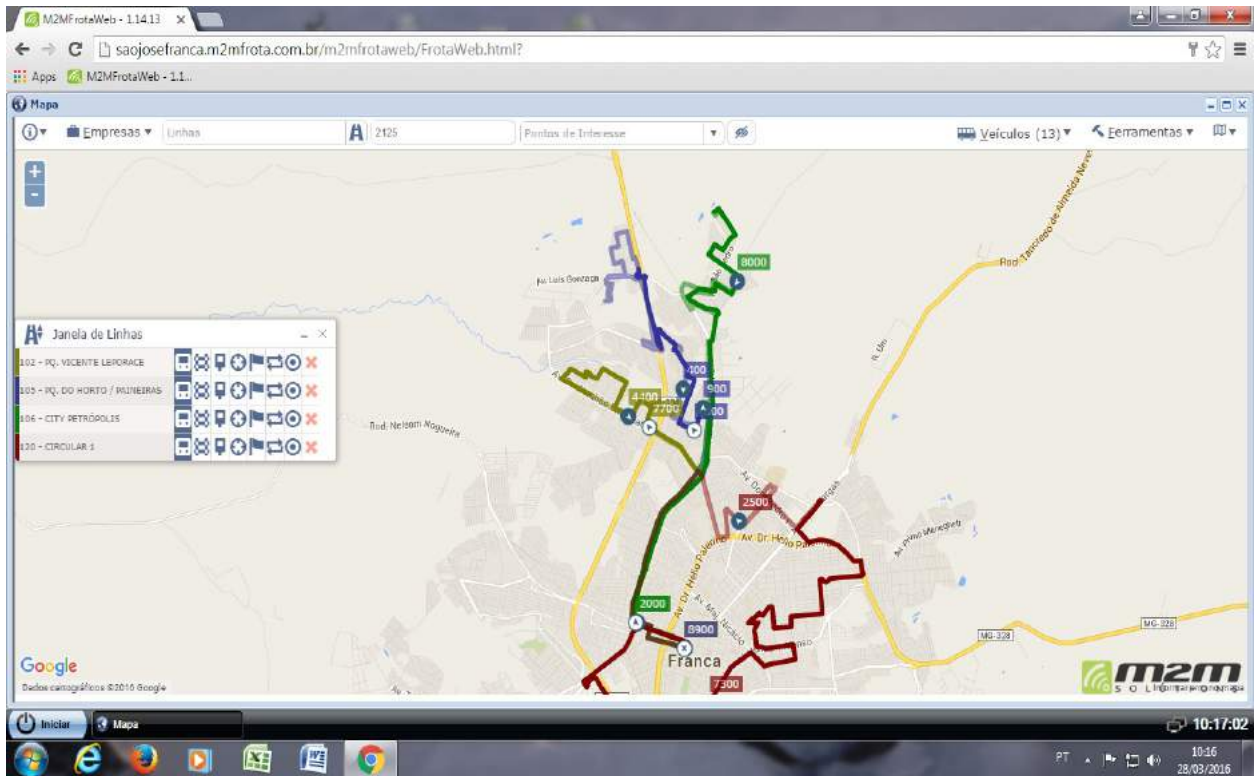 M2MFrotaWeb - 1.14.13
saojosefranca.m2mfrota.com.br/m2mfrotaweb/FrotaWeb.html?
Apps M2MFrotaWeb - 1.1...
Mapa
Empresas Linhas 2125 Pontos de Interesse Veículos (13) Ferramentas
+
-
Rod. Tancredo de Almeida Neves
8000
Av. Luis Gonzaga
Janela de Linhas
102 - PQ. VICENTE LEPORACE
105 - PQ. DO HORTO / PAINEIRAS
106 - CITY PETRÓPOLIS
120 - CIRCULAR 1
400
900
4400
7700
Rod. Nelson Nogueira
2500
Av. Dr. Hélio Palermo
2000
8900
Franca
7300
MG-328
MG-328
Google
Dados cartográficos ©2016 Google
m2m
Iniciar Mapa 10:17:02
PT 10:16
28/03/2016